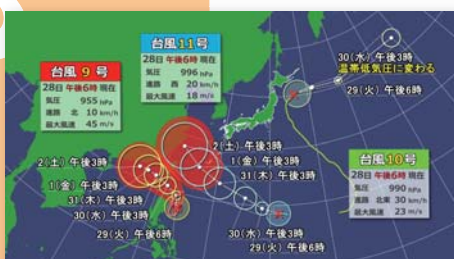 台風9号
28日 午後6時 現在
気圧 955 hPa
進路 北 10 km/h
最大風速 45 m/s
台風11号
28日 午後6時 現在
気圧 996 hPa
進路 西 20 km/h
最大風速 18 m/s
30(水) 午後3時
温帯低気圧に変わる
29(火) 午後6時
2(土) 午後3時
1(金) 午後3時
31(木) 午後3時
2(土) 午後3時
1(金) 午後3時
31(木) 午後3時
30(水) 午後3時
29(火) 午後6時
30(水) 午後3時
29(火) 午後6時
台風10号
28日 午後6時 現在
気圧 990 hPa
進路 北東 30 km/h
最大風速 23 m/s